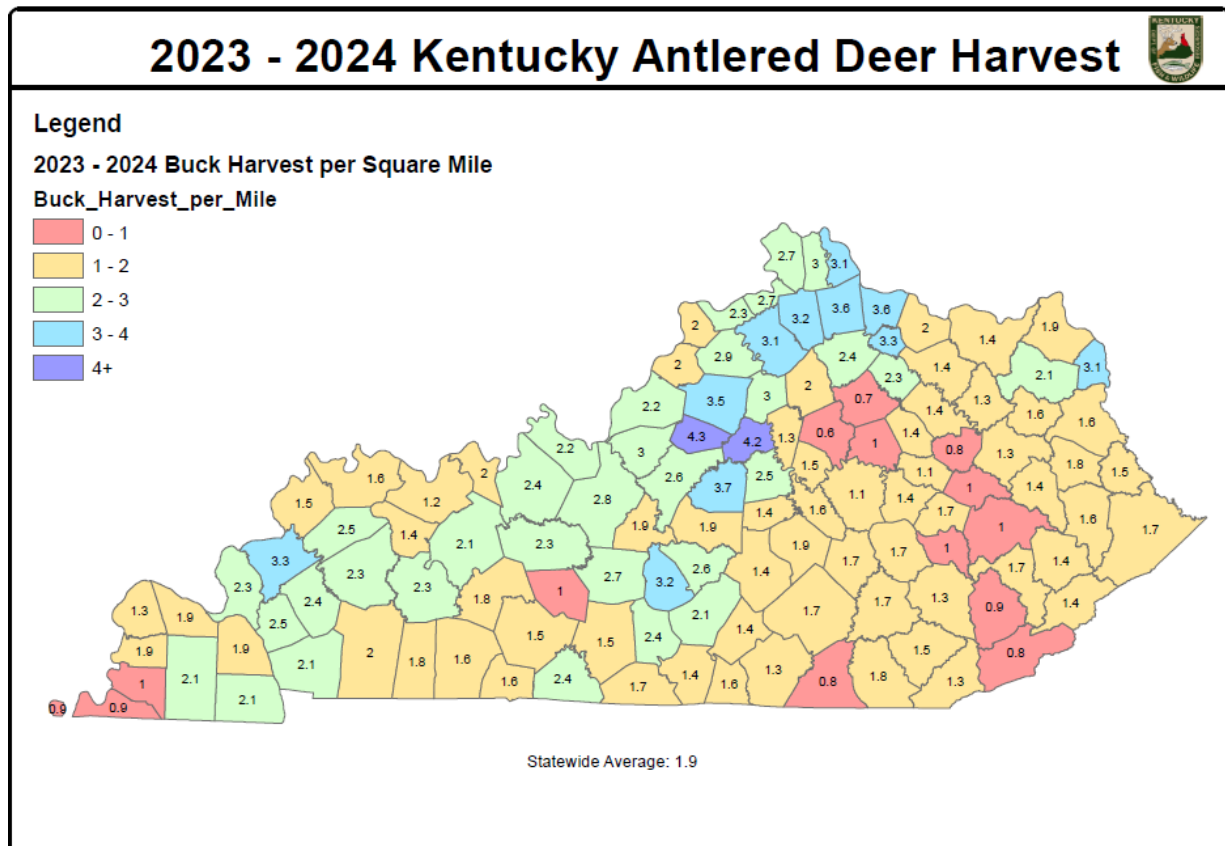 2023 - 2024 Kentucky Antlered Deer Harvest
KENTUCKY
FISH & WILDLIFE
Legend
2023 - 2024 Buck Harvest per Square Mile
Buck_Harvest_per_Mile
0 - 1
1 - 2
2 - 3
3 - 4
4+
2.7 3 3.1
2.3 2.7 3.2 3.6 3.6
2 3.1 3.3 2 1.4 1.9
2 2.9 2.4 1.4 2.1 3.1
2.2 3.5 3 2 0.7 2.3 1.4 1.3 1.6 1.6
2.2 3 4.3 4.2 1.3 0.6 1 1.4 0.8 1.3 1.8 1.5
1.5 1.6 1.2 2 2.4 2.8 2.6 3.7 2.5 1.5 1.1 1.4 1.1 1 1.4 1.6 1.7
2.5 1.4 2.1 2.3 1.9 1.9 1.4 1.6 1.7 1
2.3 3.3 2.3 2.3 2.7 3.2 2.6 1.4 1.9 1.7 1.7 1 1.7 1.4
1.3 1.9 2.5 2.4 1.8 1 2.1 1.7 1.7 1.3 0.9 1.4
1.9 1.9 2.1 2 1.8 1.6 1.5 1.5 2.4 1.4 1.5 0.8
1 2.1 1.6 2.4 1.7 1.4 1.6 1.3 0.8 1.8 1.3
0.9 0.9 2.1
Statewide Average: 1.9